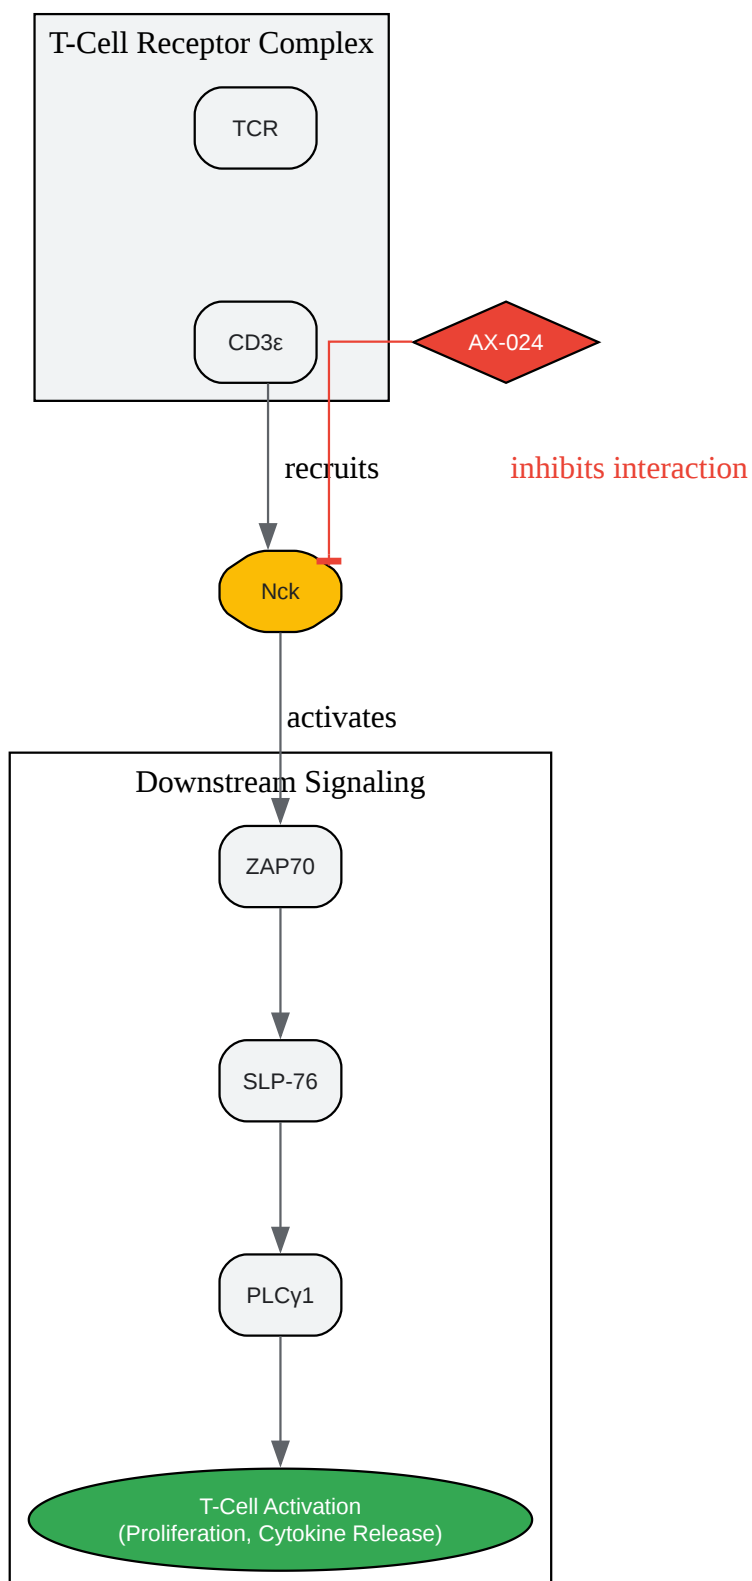 T-Cell Receptor Complex
TCR
CD3ε
AX-024
recruits
inhibits interaction
Nck
activates
Downstream Signaling
ZAP70
SLP-76
PLCγ1
T-Cell Activation
(Proliferation, Cytokine Release)